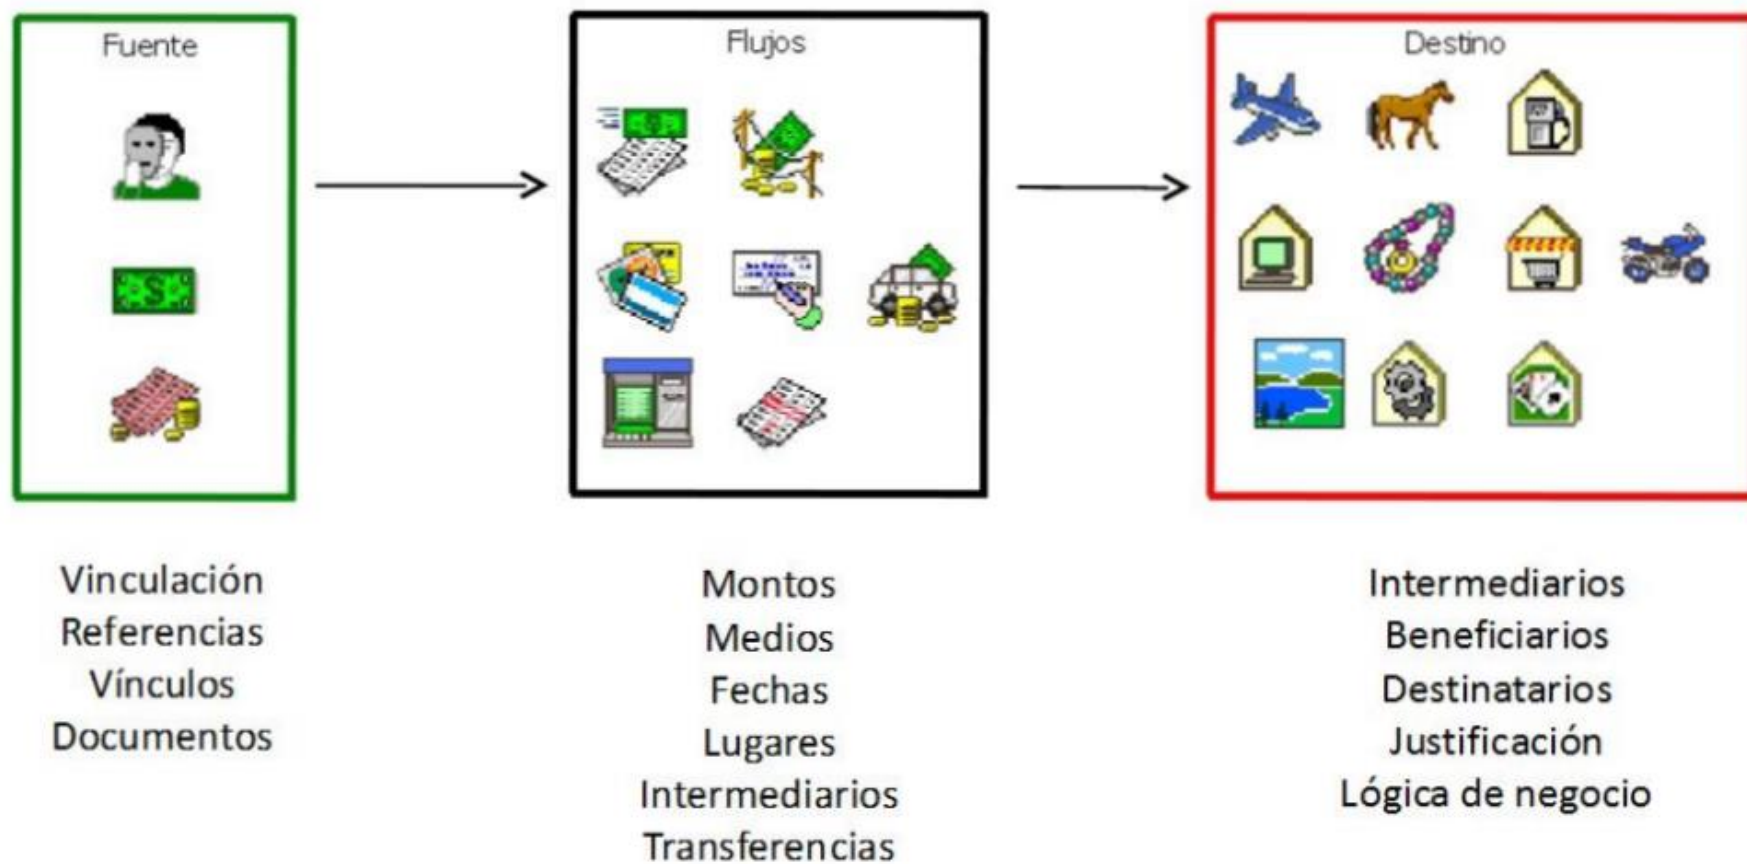 Fuente
Flujos
Destino
Vinculación
Referencias
Vínculos
Documentos
Montos
Medios
Fechas
Lugares
Intermediarios
Transferencias
Intermediarios
Beneficiarios
Destinatarios
Justificación
Lógica de negocio